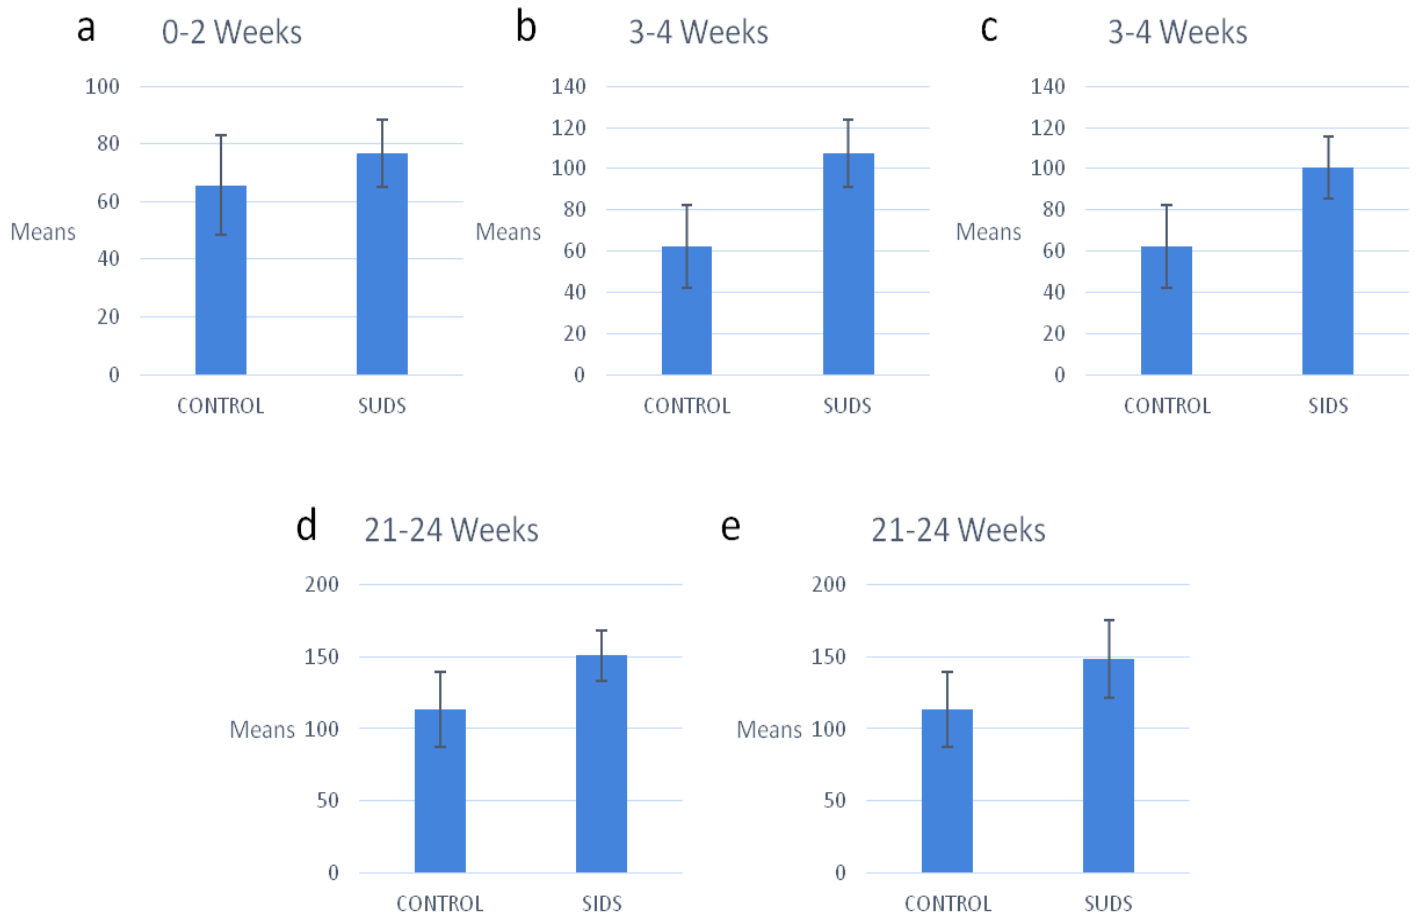 a 0-2 Weeks
100
80
60
Means
40
20
0
CONTROL SUDS
b 3-4 Weeks
140
120
100
80
Means
60
40
20
0
CONTROL SUDS
c 3-4 Weeks
140
120
100
80
Means
60
40
20
0
CONTROL SIDS
d 21-24 Weeks
200
150
Means 100
50
0
CONTROL SIDS
e 21-24 Weeks
200
150
Means 100
50
0
CONTROL SUDS